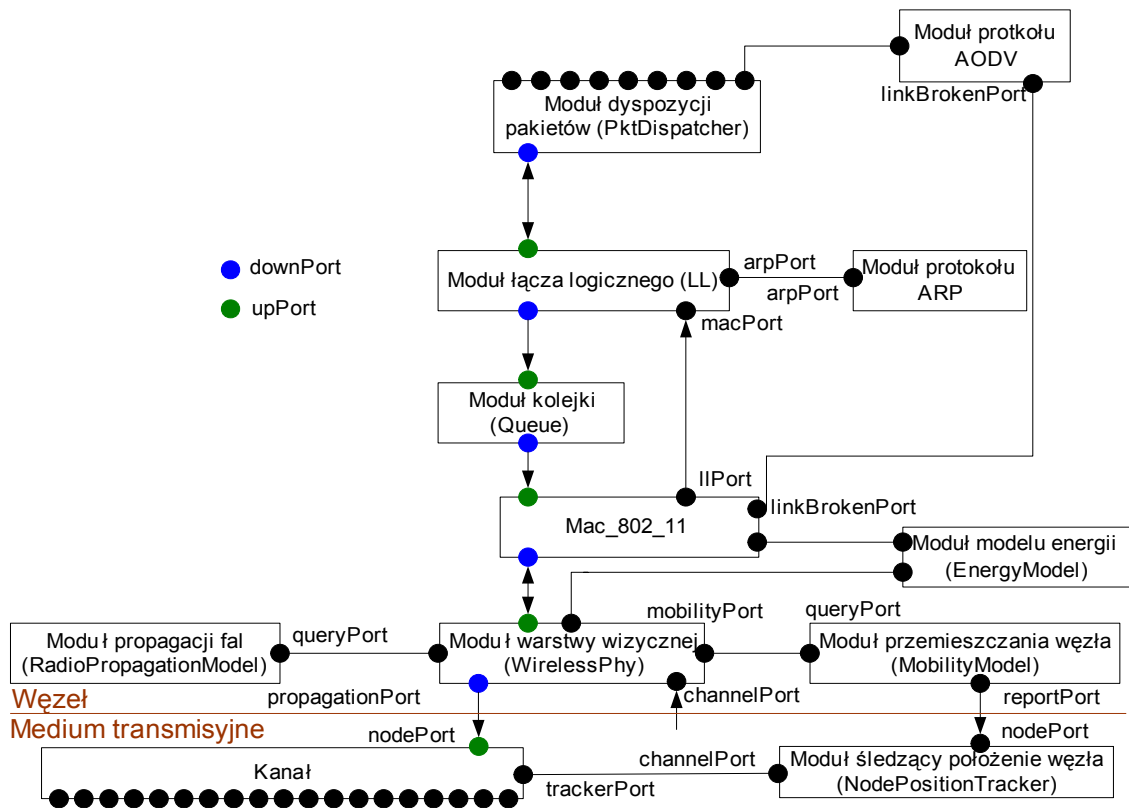 Moduł protkołu
AODV
linkBrokenPort
Moduł dyspozycji
pakietów (PktDispatcher)
downPort
upPort
Moduł łącza logicznego (LL)
arpPort
arpPort
Moduł protokołu
ARP
macPort
Moduł kolejki
(Queue)
llPort
linkBrokenPort
Mac_802_11
Moduł modelu energii
(EnergyModel)
mobilityPort
queryPort
Moduł propagacji fal
(RadioPropagationModel)
queryPort
Moduł warstwy wizycznej
(WirelessPhy)
Moduł przemieszczania węzła
(MobilityModel)
propagationPort
channelPort
reportPort
Węzeł
Medium transmisyjne
nodePort
nodePort
Kanał
channelPort
trackerPort
Moduł śledzący położenie węzła
(NodePositionTracker)